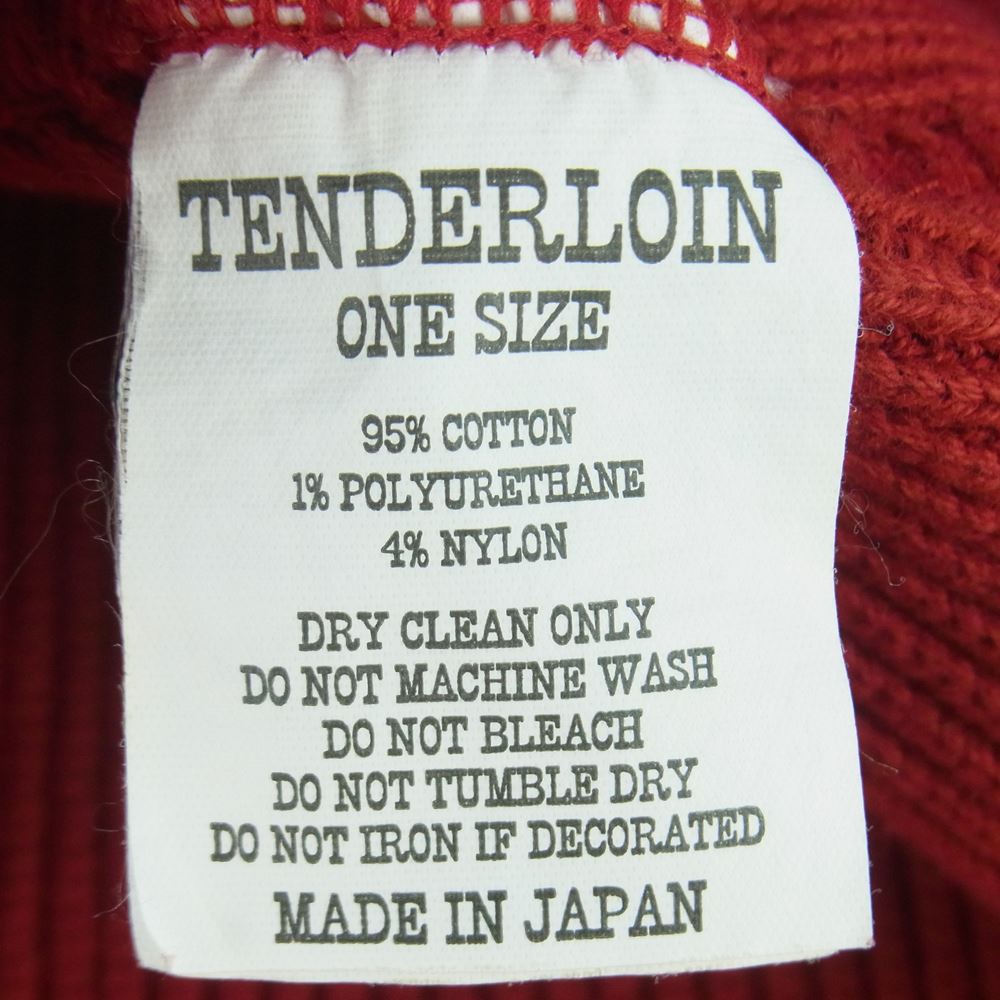 TENDERLOIN
ONE SIZE
95% COTTON
1% POLYURETHANE
4% NYLON
DRY CLEAN ONLY
DO NOT MACHINE WASH
DO NOT BLEACH
DO NOT TUMBLE DRY
DO NOT IRON IF DECORATED
MADE IN JAPAN